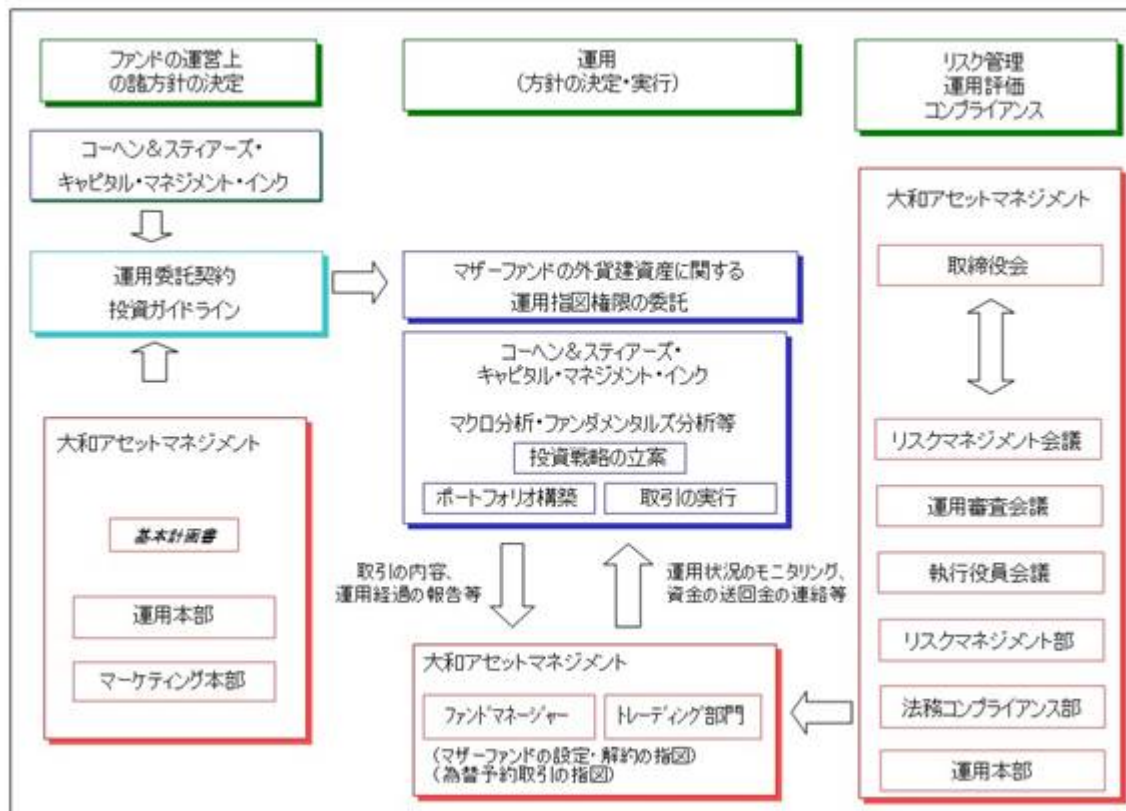 ファンドの運営上
の諸方針の決定
運用
(方針の決定・実行)
リスク管理
運用評価
コンプライアンス
コーヘン＆スティアーズ・
キャピタル・マネジメント・インク
運用委託契約
投資ガイドライン
マザーファンドの外貨建資産に関する
運用指図権限の委託
コーヘン＆スティアーズ・
キャピタル・マネジメント・インク
マクロ分析・ファンダメンタルズ分析等
投資戦略の立案
ポートフォリオ構築
取引の実行
大和アセットマネジメント
基本計画書
運用本部
マーケティング本部
取引の内容、
運用経過の報告等
運用状況のモニタリング、
資金の送回金の連絡等
大和アセットマネジメント
ファンドマネージャー
トレーディング部門
(マザーファンドの設定・解約の指図)
(為替予約取引の指図)
大和アセットマネジメント
取締役会
リスクマネジメント会議
運用審査会議
執行役員会議
リスクマネジメント部
法務コンプライアンス部
運用本部